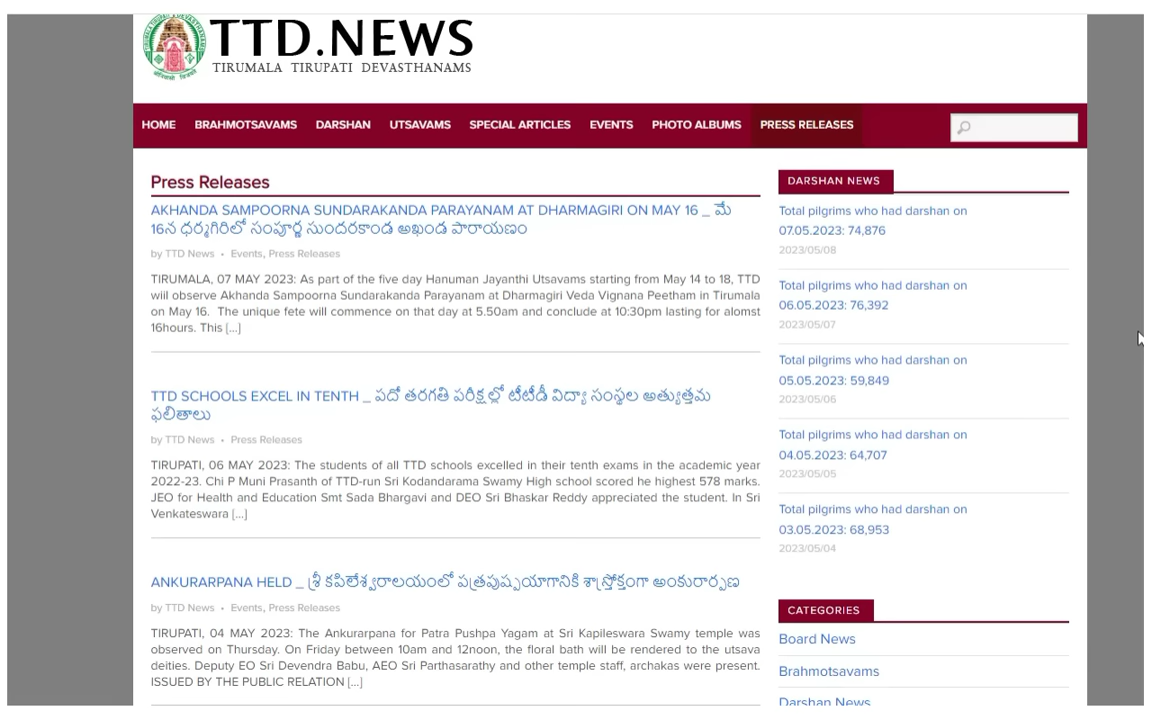 TTD.NEWS
TIRUMALA TIRUPATI DEVASTHANAMS
HOME BRAHMOTSAVAMS DARSHAN UTSAVAMS SPECIAL ARTICLES EVENTS PHOTO ALBUMS PRESS RELEASES
Press Releases
AKHANDA SAMPOORNA SUNDARAKANDA PARAYANAM AT DHARMAGIRI ON MAY 16 _ మే
16న ధర్మగిరిలో సంపూర్ణ సుందరకాండ అఖండ పారాయణం
by TTD News • Events, Press Releases
TIRUMALA, 07 MAY 2023: As part of the five day Hanuman Jayanthi Utsavams starting from May 14 to 18, TTD
wiil observe Akhanda Sampoorna Sundarakanda Parayanam at Dharmagiri Veda Vignana Peetham in Tirumala
on May 16. The unique fete will commence on that day at 5.50am and conclude at 10:30pm lasting for alomst
16hours. This [...]
TTD SCHOOLS EXCEL IN TENTH _ పదో తరగతి పరీక్షల్లో టీటీడీ విద్యా సంస్థల అత్యుత్తమ
ఫలితాలు
by TTD News • Press Releases
TIRUPATI, 06 MAY 2023: The students of all TTD schools excelled in their tenth exams in the academic year
2022-23. Chi P Muni Prasanth of TTD-run Sri Kodandarama Swamy High school scored he highest 578 marks.
JEO for Health and Education Smt Sada Bhargavi and DEO Sri Bhaskar Reddy appreciated the student. In Sri
Venkateswara [...]
ANKURARPANA HELD _ శ్రీ కపిలేశ్వరాలయంలో పత్రపుష్పయాగానికి శాస్త్రోక్తంగా అంకురార్పణ
by TTD News • Events, Press Releases
TIRUPATI, 04 MAY 2023: The Ankurarpana for Patra Pushpa Yagam at Sri Kapileswara Swamy temple was
observed on Thursday. On Friday between 10am and 12noon, the floral bath will be rendered to the utsava
deities. Deputy EO Sri Devendra Babu, AEO Sri Parthasarathy and other temple staff, archakas were present.
ISSUED BY THE PUBLIC RELATION [...]
DARSHAN NEWS
Total pilgrims who had darshan on
07.05.2023: 74,876
2023/05/08
Total pilgrims who had darshan on
06.05.2023: 76,392
2023/05/07
Total pilgrims who had darshan on
05.05.2023: 59,849
2023/05/06
Total pilgrims who had darshan on
04.05.2023: 64,707
2023/05/05
Total pilgrims who had darshan on
03.05.2023: 68,953
2023/05/04
CATEGORIES
Board News
Brahmotsavams
Darshan News